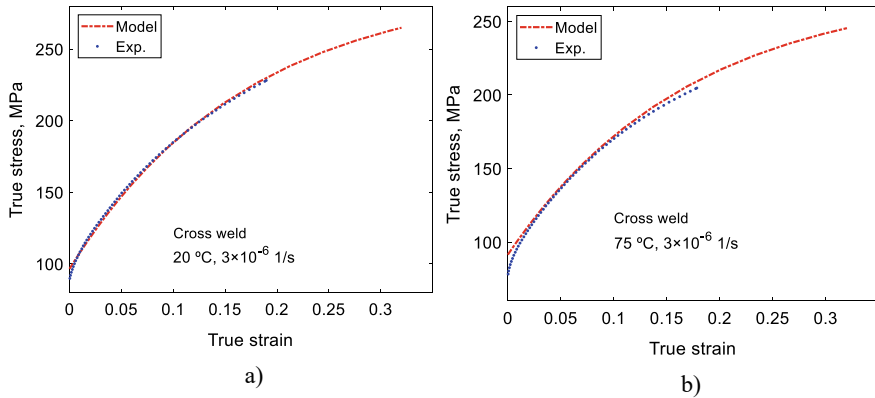 Model
Exp.
250
200
150
100
True stress, MPa
Cross weld
20 ºC, 3×10⁻⁶ 1/s
0 0.05 0.1 0.15 0.2 0.25 0.3
True strain
a)
Model
Exp.
250
200
150
100
True stress, MPa
Cross weld
75 ºC, 3×10⁻⁶ 1/s
0 0.05 0.1 0.15 0.2 0.25 0.3
True strain
b)